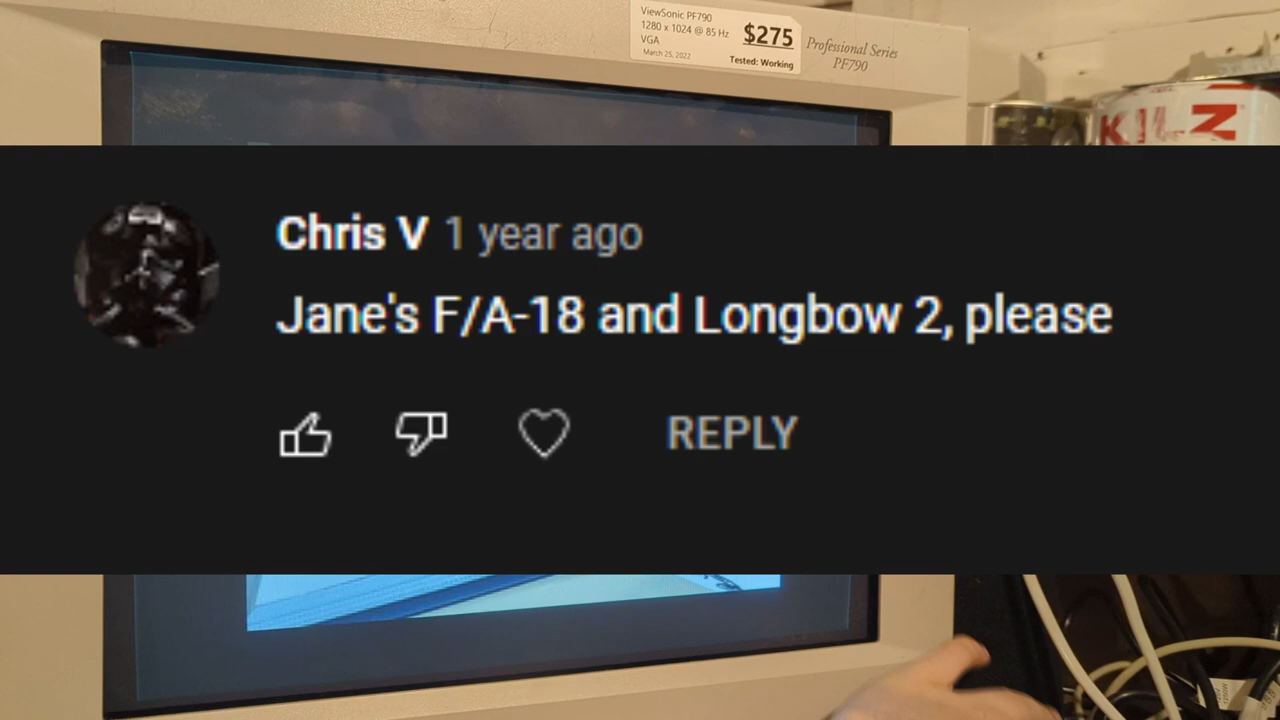 ViewSonic PF790
1280 x 1024 @ 85 Hz
VGA
March 25, 2022
$275
Tested: Working
Professional Series
PF790
KILZ
Chris V 1 year ago
Jane's F/A-18 and Longbow 2, please
REPLY